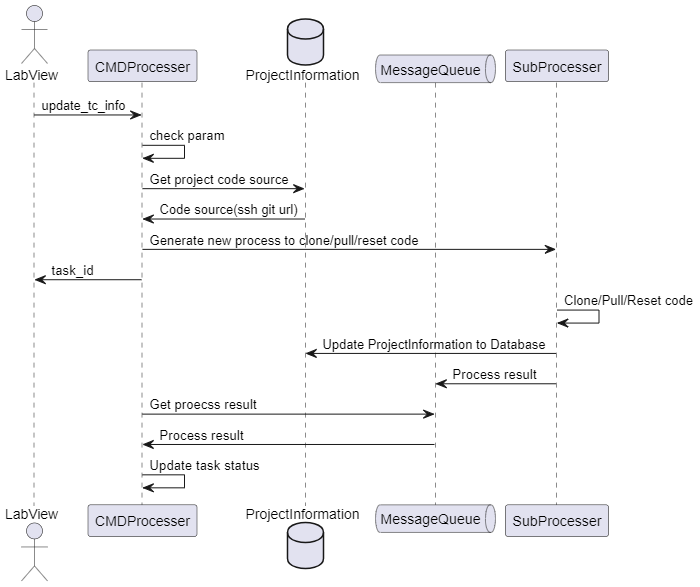 LabView
CMDProcesser
ProjectInformation
MessageQueue
SubProcesser
update_tc_info
check param
Get project code source
Code source(ssh git url)
Generate new process to clone/pull/reset code
task_id
Clone/Pull/Reset code
Update ProjectInformation to Database
Process result
Get proecss result
Process result
Update task status
LabView
CMDProcesser
ProjectInformation
MessageQueue
SubProcesser